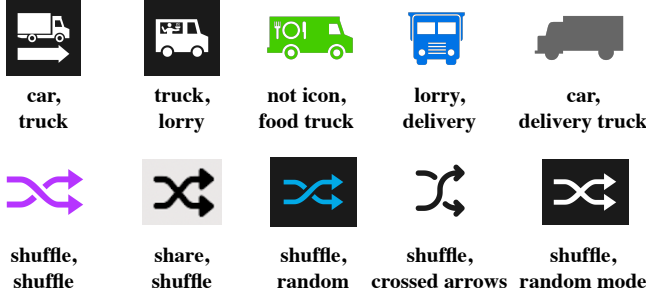 car, truck
truck, lorry
not icon, food truck
lorry, delivery
car, delivery truck
shuffle, shuffle
share, shuffle
shuffle, random
shuffle, crossed arrows
shuffle, random mode